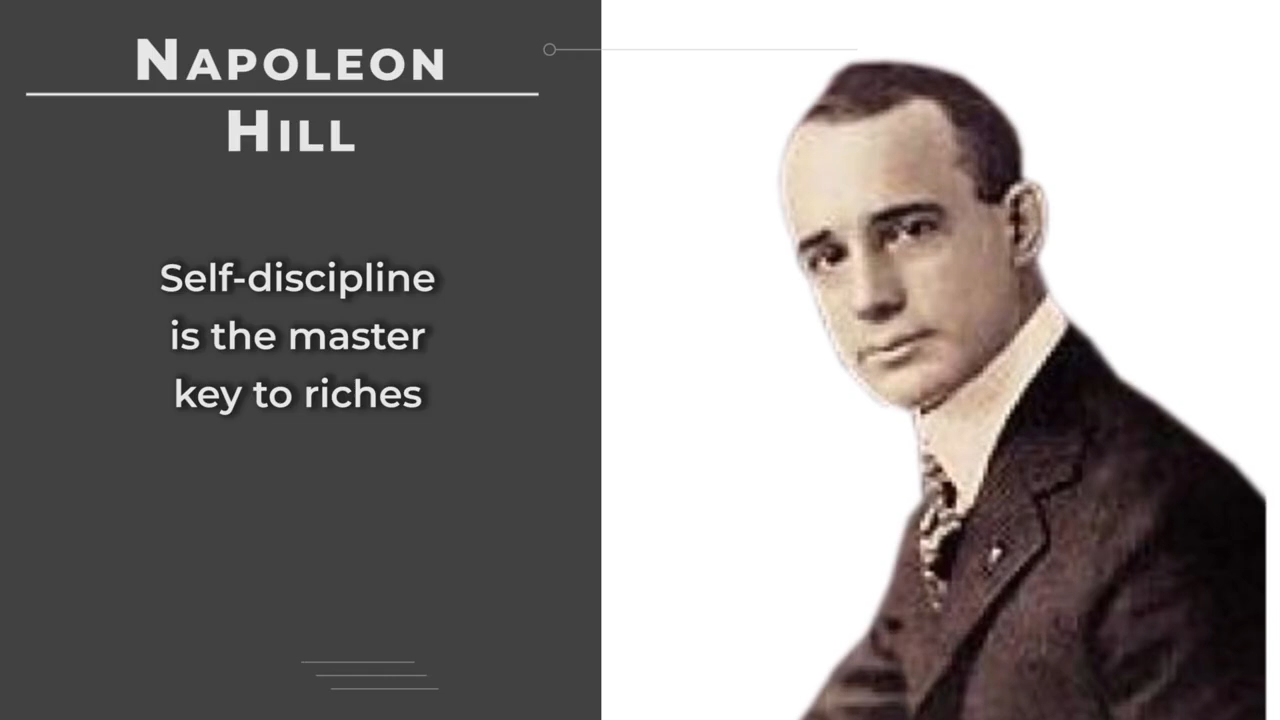 Napoleon
Hill
Self-discipline
is the master
key to riches